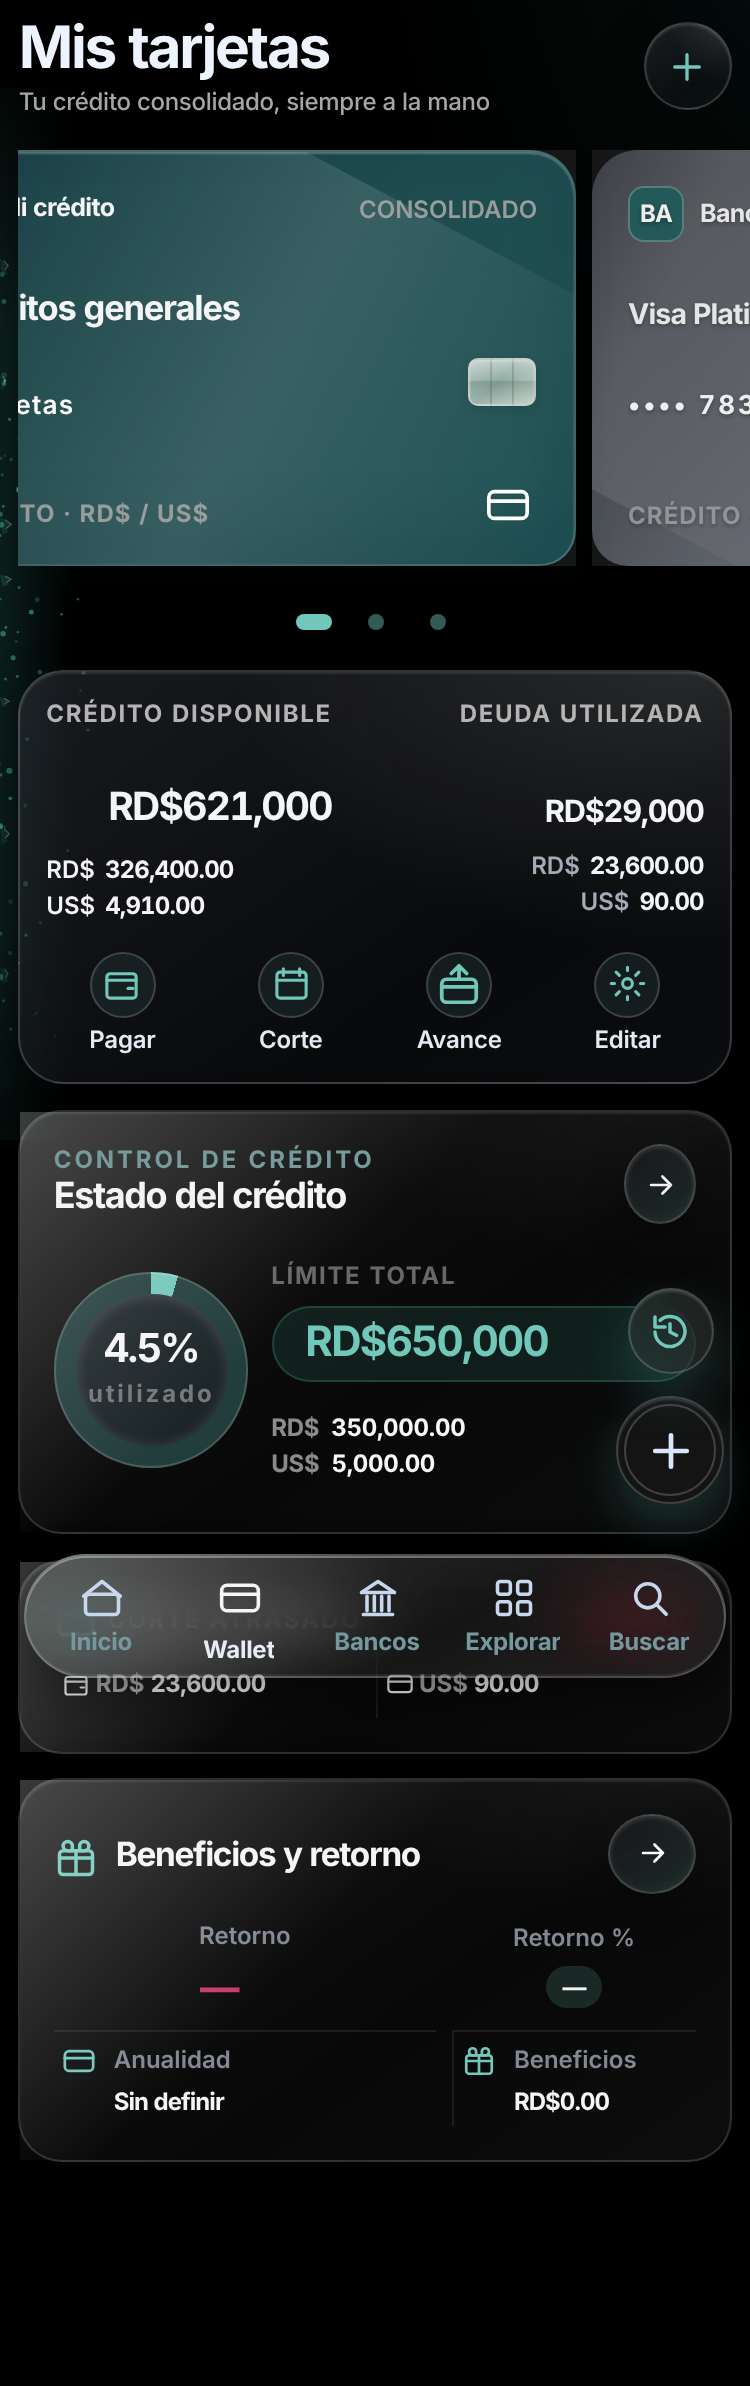 Mis tarjetas
Tu crédito consolidado, siempre a la mano
i crédito
CONSOLIDADO
itos generales
etas
TO · RD$ / US$
BA
Banc
Visa Plati
•••• 783
CRÉDITO
CRÉDITO DISPONIBLE
DEUDA UTILIZADA
RD$621,000
RD$29,000
RD$ 326,400.00
US$ 4,910.00
RD$ 23,600.00
US$ 90.00
Pagar
Corte
Avance
Editar
CONTROL DE CRÉDITO
Estado del crédito
4.5%
utilizado
LÍMITE TOTAL
RD$650,000
RD$ 350,000.00
US$ 5,000.00
CORTE ATRASADO
Inicio
Wallet
Bancos
Explorar
Buscar
RD$ 23,600.00
US$ 90.00
Beneficios y retorno
Retorno
—
Retorno %
—
Anualidad
Sin definir
Beneficios
RD$0.00